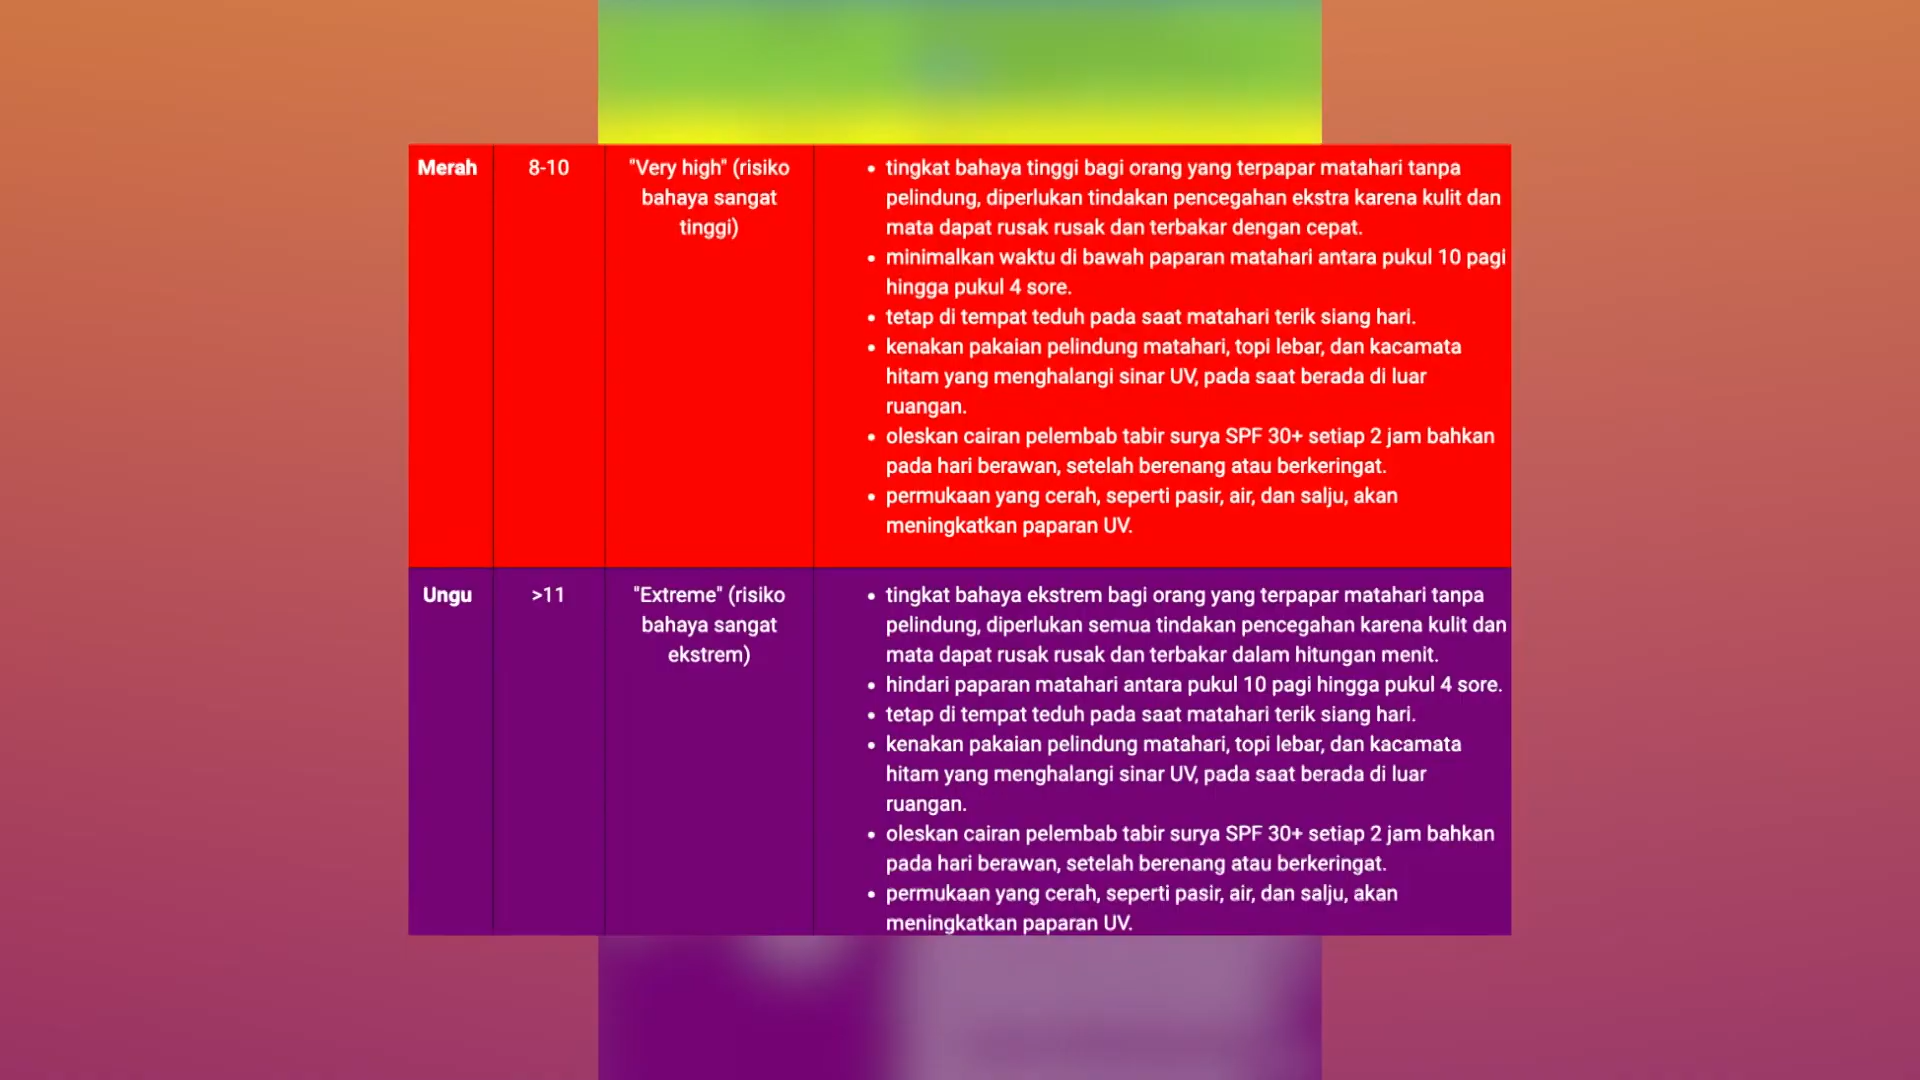 Merah
8-10
"Very high" (risiko
bahaya sangat
tinggi)
• tingkat bahaya tinggi bagi orang yang terpapar matahari tanpa
pelindung, diperlukan tindakan pencegahan ekstra karena kulit dan
mata dapat rusak rusak dan terbakar dengan cepat.
• minimalkan waktu di bawah paparan matahari antara pukul 10 pagi
hingga pukul 4 sore.
• tetap di tempat teduh pada saat matahari terik siang hari.
• kenakan pakaian pelindung matahari, topi lebar, dan kacamata
hitam yang menghalangi sinar UV, pada saat berada di luar
ruangan.
• oleskan cairan pelembab tabir surya SPF 30+ setiap 2 jam bahkan
pada hari berawan, setelah berenang atau berkeringat.
• permukaan yang cerah, seperti pasir, air, dan salju, akan
meningkatkan paparan UV.
Ungu
>11
"Extreme" (risiko
bahaya sangat
ekstrem)
• tingkat bahaya ekstrem bagi orang yang terpapar matahari tanpa
pelindung, diperlukan semua tindakan pencegahan karena kulit dan
mata dapat rusak rusak dan terbakar dalam hitungan menit.
• hindari paparan matahari antara pukul 10 pagi hingga pukul 4 sore.
• tetap di tempat teduh pada saat matahari terik siang hari.
• kenakan pakaian pelindung matahari, topi lebar, dan kacamata
hitam yang menghalangi sinar UV, pada saat berada di luar
ruangan.
• oleskan cairan pelembab tabir surya SPF 30+ setiap 2 jam bahkan
pada hari berawan, setelah berenang atau berkeringat.
• permukaan yang cerah, seperti pasir, air, dan salju, akan
meningkatkan paparan UV.